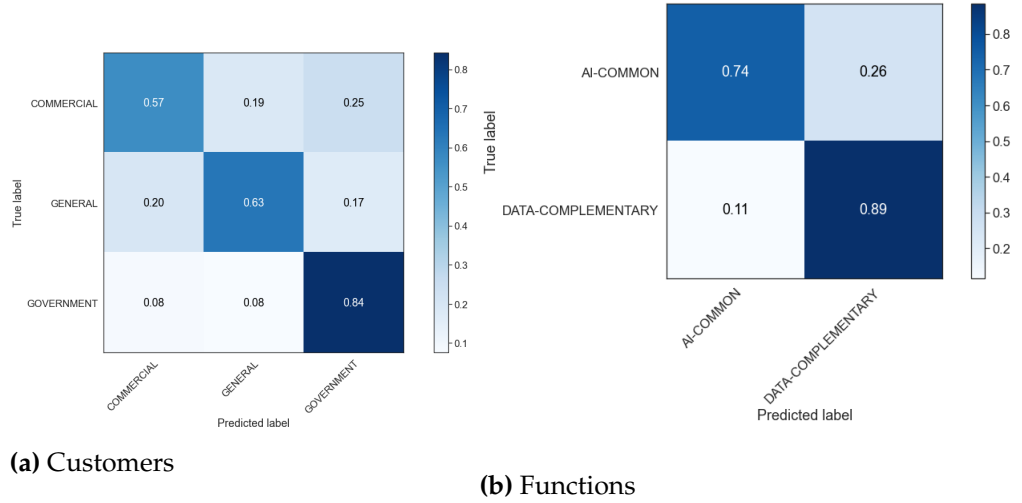 COMMERCIAL 0.57 0.19 0.25
GENERAL 0.20 0.63 0.17
GOVERNMENT 0.08 0.08 0.84
True label
COMMERCIAL GENERAL GOVERNMENT
Predicted label
0.8
0.7
0.6
0.5
0.4
0.3
0.2
0.1
(a) Customers
AI-COMMON 0.74 0.26
DATA-COMPLEMENTARY 0.11 0.89
True label
AI-COMMON DATA-COMPLEMENTARY
Predicted label
0.8
0.7
0.6
0.5
0.4
0.3
0.2
(b) Functions